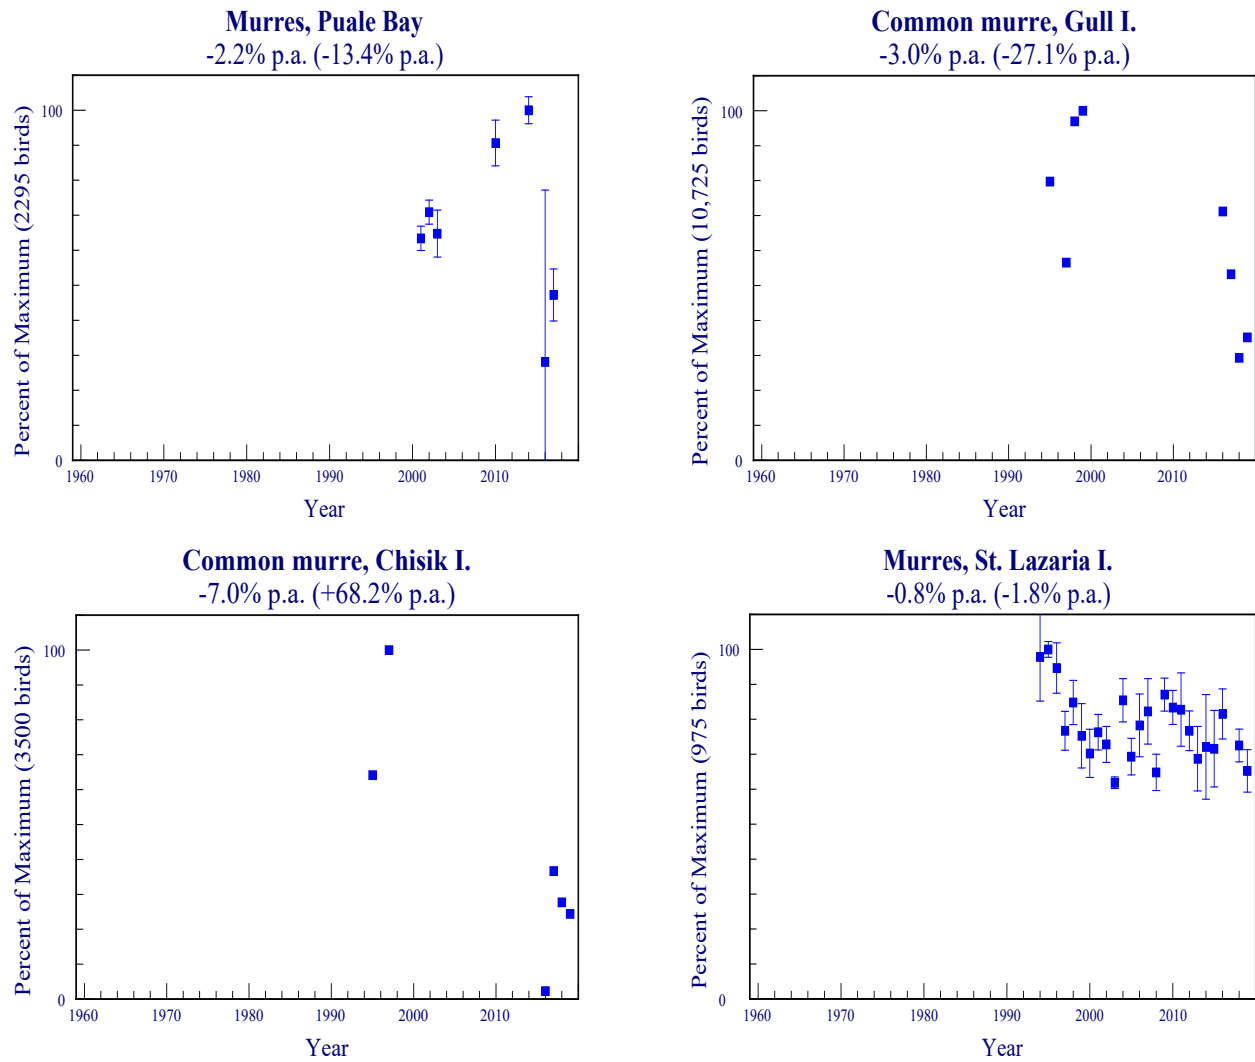 Murres, Puale Bay
-2.2% p.a. (-13.4% p.a.)
Percent of Maximum (2295 birds)
100
0
1960 1970 1980 1990 2000 2010
Year
Common murre, Gull I.
-3.0% p.a. (-27.1% p.a.)
Percent of Maximum (10,725 birds)
100
0
1960 1970 1980 1990 2000 2010
Year
Common murre, Chisik I.
-7.0% p.a. (+68.2% p.a.)
Percent of Maximum (3500 birds)
100
0
1960 1970 1980 1990 2000 2010
Year
Murres, St. Lazaria I.
-0.8% p.a. (-1.8% p.a.)
Percent of Maximum (975 birds)
100
0
1960 1970 1980 1990 2000 2010
Year